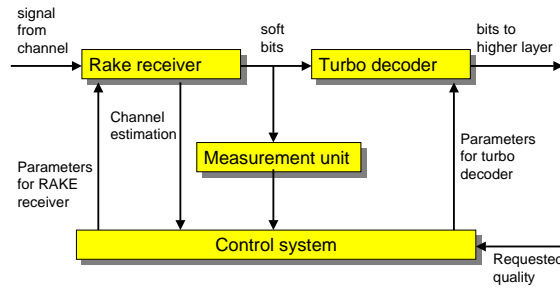 signal
from
channel
soft
bits
bits to
higher layer
Rake receiver
Turbo decoder
Channel
estimation
Measurement unit
Parameters
for RAKE
receiver
Parameters
for turbo
decoder
Control system
Requested
quality